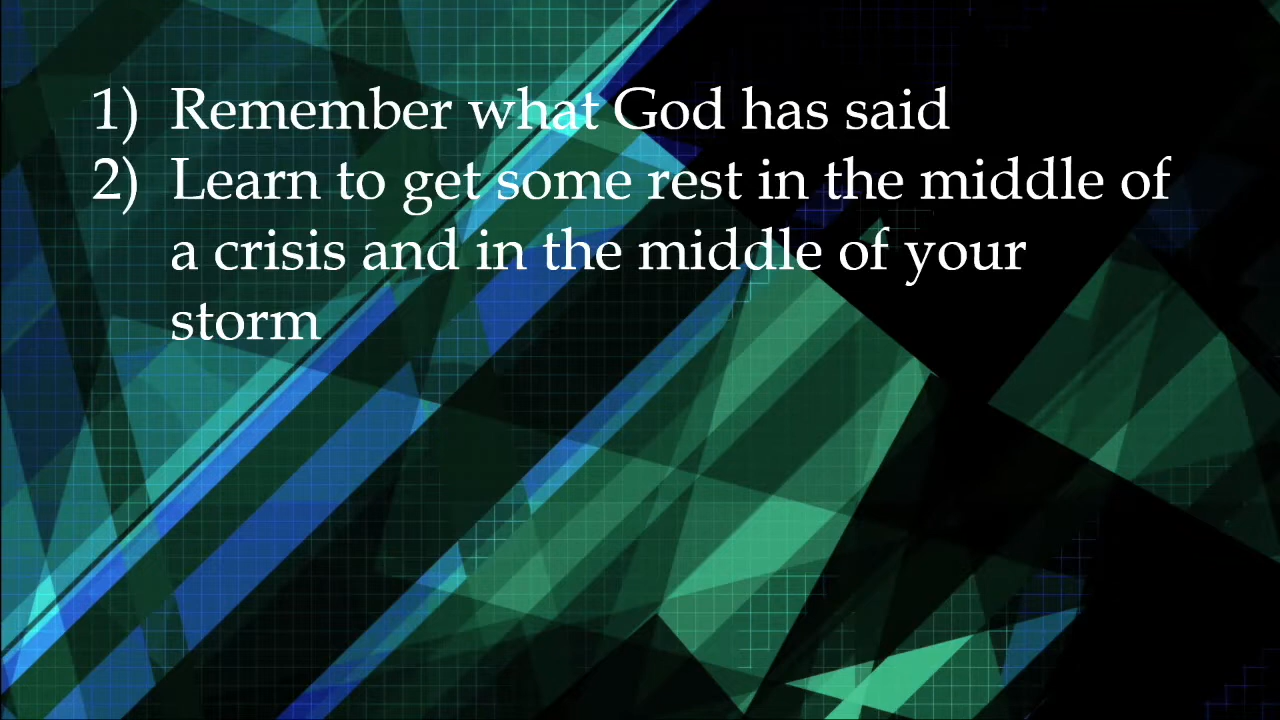 1) Remember what God has said
2) Learn to get some rest in the middle of
a crisis and in the middle of your
storm